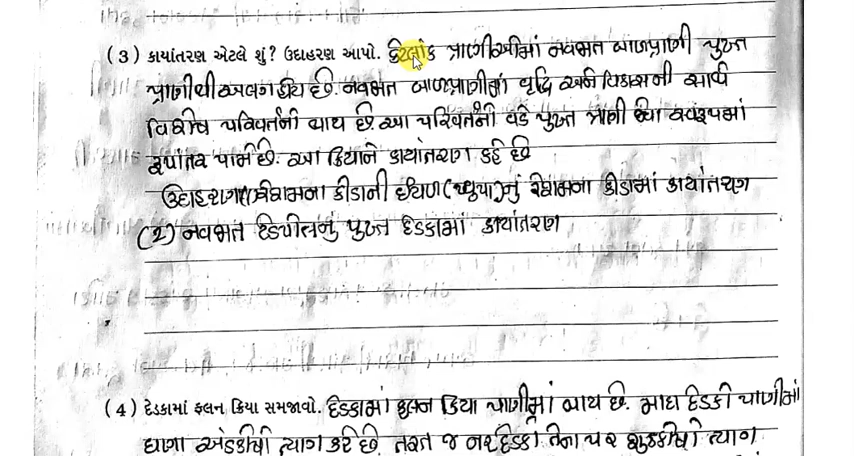 (3) કાયાંતરણ એટલે શું? ઉદાહરણ આપો. કેટલાંક પ્રાણીઓમાં નવજાત બાળપ્રાણી પુખ્ત
પ્રાણીથી અલગ હોય છે. નવજાત બાળપ્રાણીમાં વૃદ્ધિ અને વિકાસની સાથે
વિશેષ પરિવર્તનો થાય છે. આ પરિવર્તનો વડે પુખ્ત પ્રાણી સ્વરૂપમાં
રૂપાંતર પામે છે. આ ક્રિયાને કાયાંતરણ કહે છે
ઉદાહરણ(1) રેશમના કીડાની ઈયળ(પ્યુપા)નું રેશમના કીડામાં કાયાંતરણ
(2) નવજાત ટેડપોલનું પુખ્ત દેડકામાં કાયાંતરણ
(4) દેડકામાં ફલન ક્રિયા સમજાવો. દેડકામાં ફલન ક્રિયા પાણીમાં થાય છે. માદા દેડકી પાણીમાં
ઘણા અંડકોષો ત્યાગ કરે છે. તરત જ નર દેડકો તેના પર શુક્રકોષો ત્યાગ